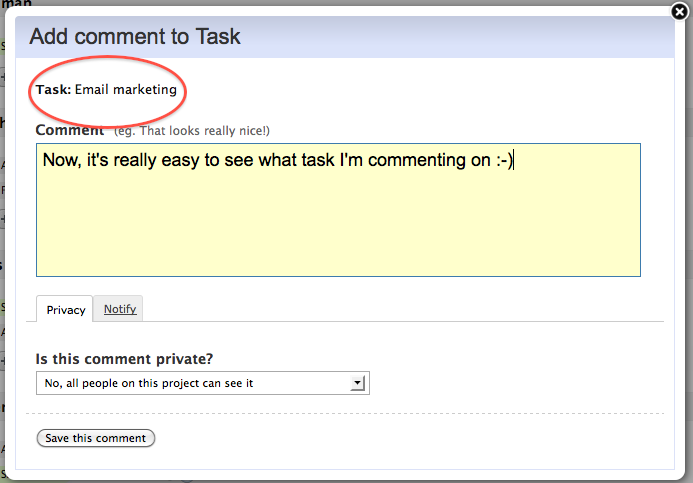 man
Add comment to Task
Task: Email marketing
Comment (eg. That looks really nice!)
Now, it's really easy to see what task I'm commenting on :-)
Privacy Notify
Is this comment private?
No, all people on this project can see it
Save this comment